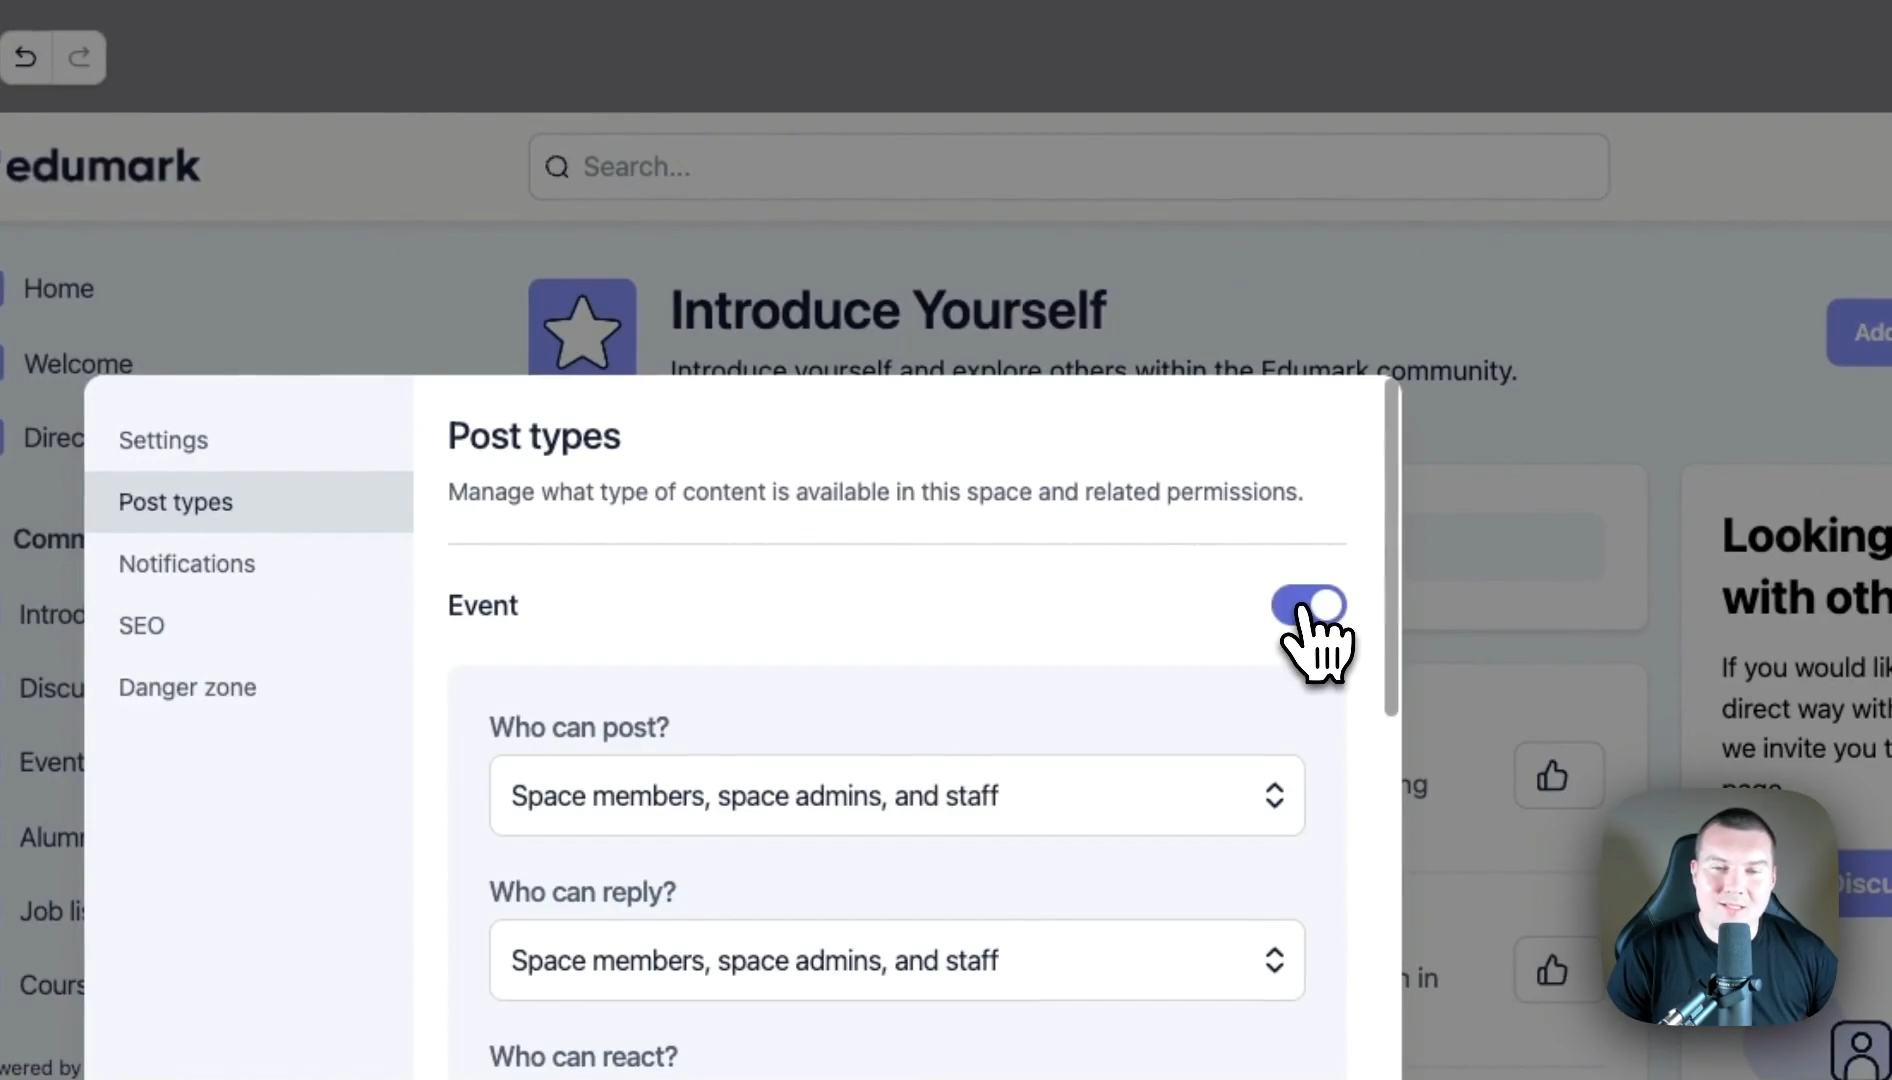 edumark
Search...
Home
Welcome
Direc
Introduce Yourself
Introduce yourself and explore others within the Edumark community.
Add
Settings
Post types
Notifications
SEO
Danger zone
Post types
Manage what type of content is available in this space and related permissions.
Event
Who can post?
Space members, space admins, and staff
Who can reply?
Space members, space admins, and staff
Who can react?
Comm
Introd
Discu
Event
Alumn
Job lis
Cours
wered by
ng
n in
Looking
with oth
If you would lik
direct way with
we invite you t
page
Discu